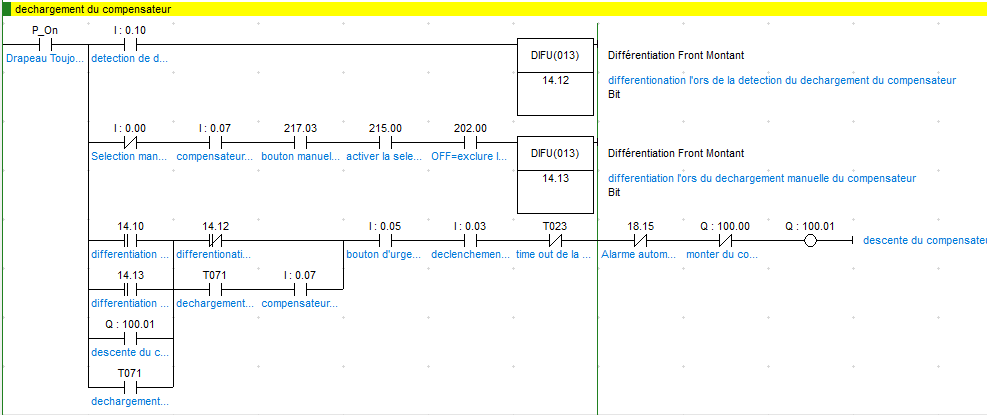 dechargement du compensateur
P_On
I : 0.10
Drapeau Toujo...
detection de d...
DIFU(013)
Différentiation Front Montant
14.12
differentionation l'ors de la detection du dechargement du compensateur
Bit
I : 0.00
I : 0.07
217.03
215.00
202.00
Selection man...
compensateur...
bouton manuel...
activer la sele...
OFF=exclure l...
DIFU(013)
Différentiation Front Montant
14.13
differentiation l'ors du dechargement manuelle du compensateur
Bit
14.10
14.12
I : 0.05
I : 0.03
T023
18.15
Q : 100.00
Q : 100.01
differentiation ...
differentionati...
bouton d'urge...
declenchemen...
time out de la ...
Alarme autom...
monter du co...
descente du compensate
14.13
T071
I : 0.07
differentiation ...
dechargement...
compensateur...
Q : 100.01
descente du c...
T071
dechargement...